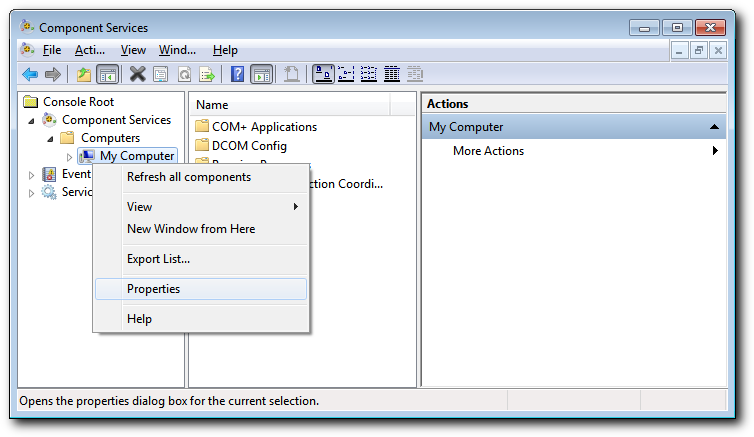 Component Services
File Acti... View Wind... Help
Console Root
Component Services
Computers
My Computer
Event
Servic
Refresh all components
View
New Window from Here
Export List...
Properties
Help
Name
COM+ Applications
DCOM Config
ction Coordi...
Actions
My Computer
More Actions
Opens the properties dialog box for the current selection.